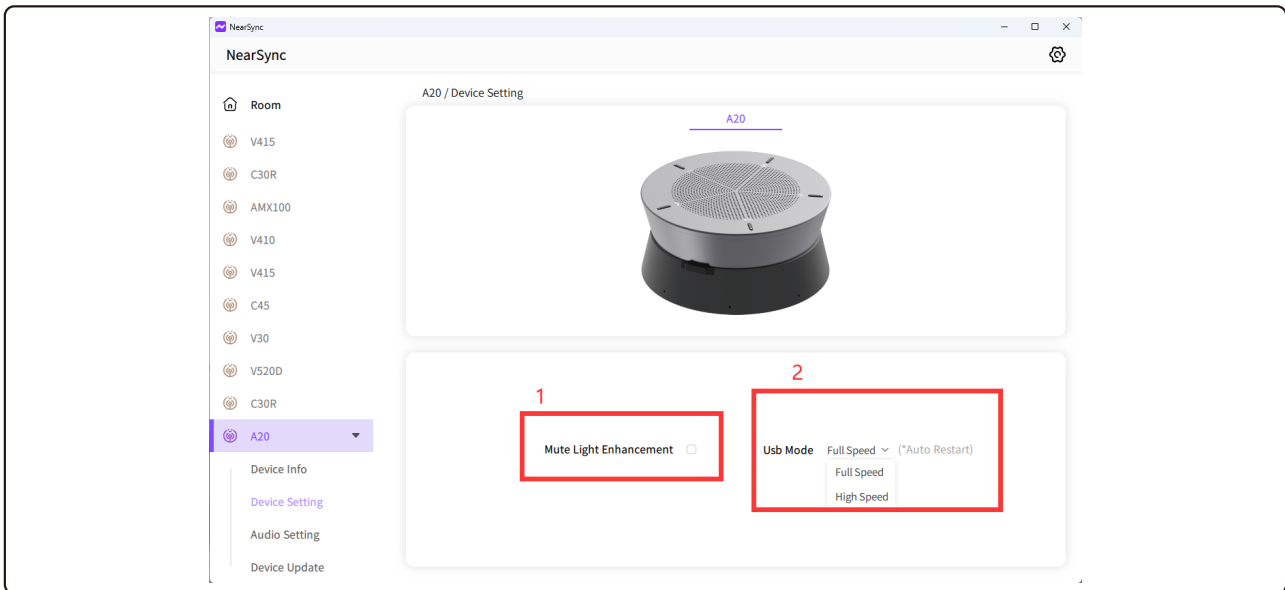 NearSync
NearSync
Room
V415
C30R
AMX100
V410
V415
C45
V30
V520D
C30R
A20
Device Info
Device Setting
Audio Setting
Device Update
A20 / Device Setting
A20
1
Mute Light Enhancement
2
Usb Mode Full Speed (*Auto Restart)
Full Speed
High Speed